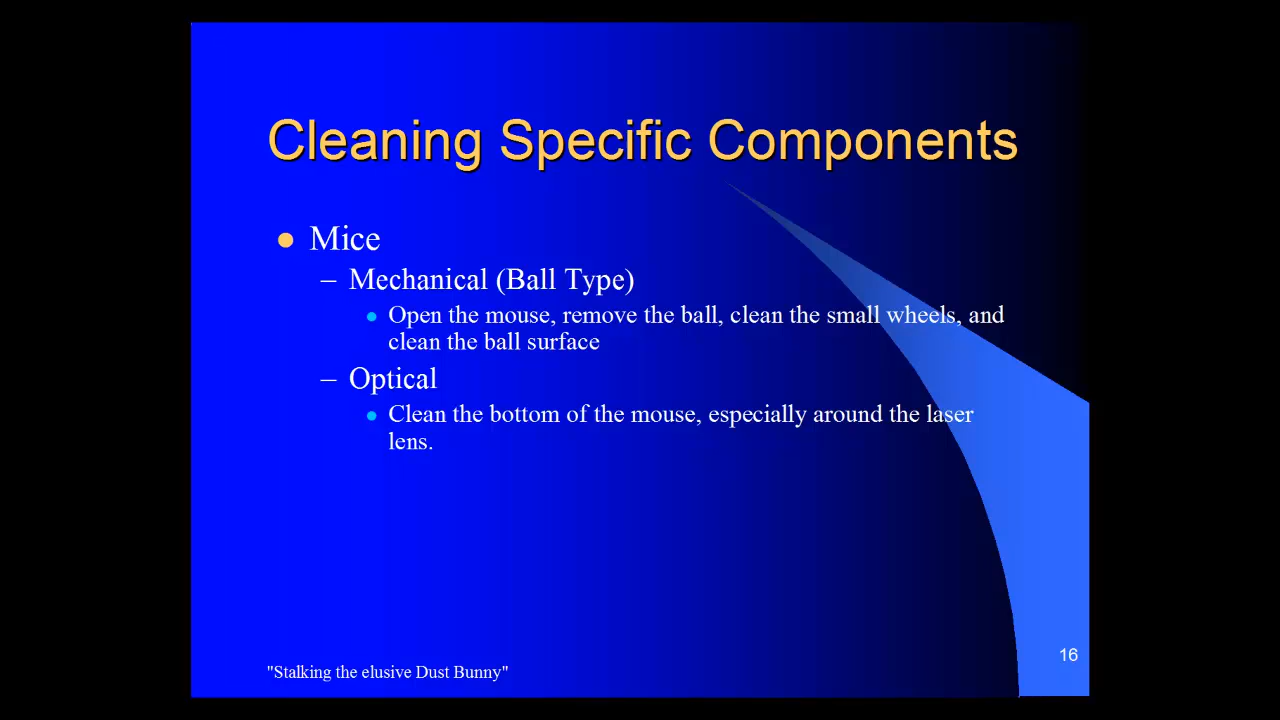 Cleaning Specific Components
Mice
– Mechanical (Ball Type)
Open the mouse, remove the ball, clean the small wheels, and
clean the ball surface
– Optical
Clean the bottom of the mouse, especially around the laser
lens.
16
"Stalking the elusive Dust Bunny"